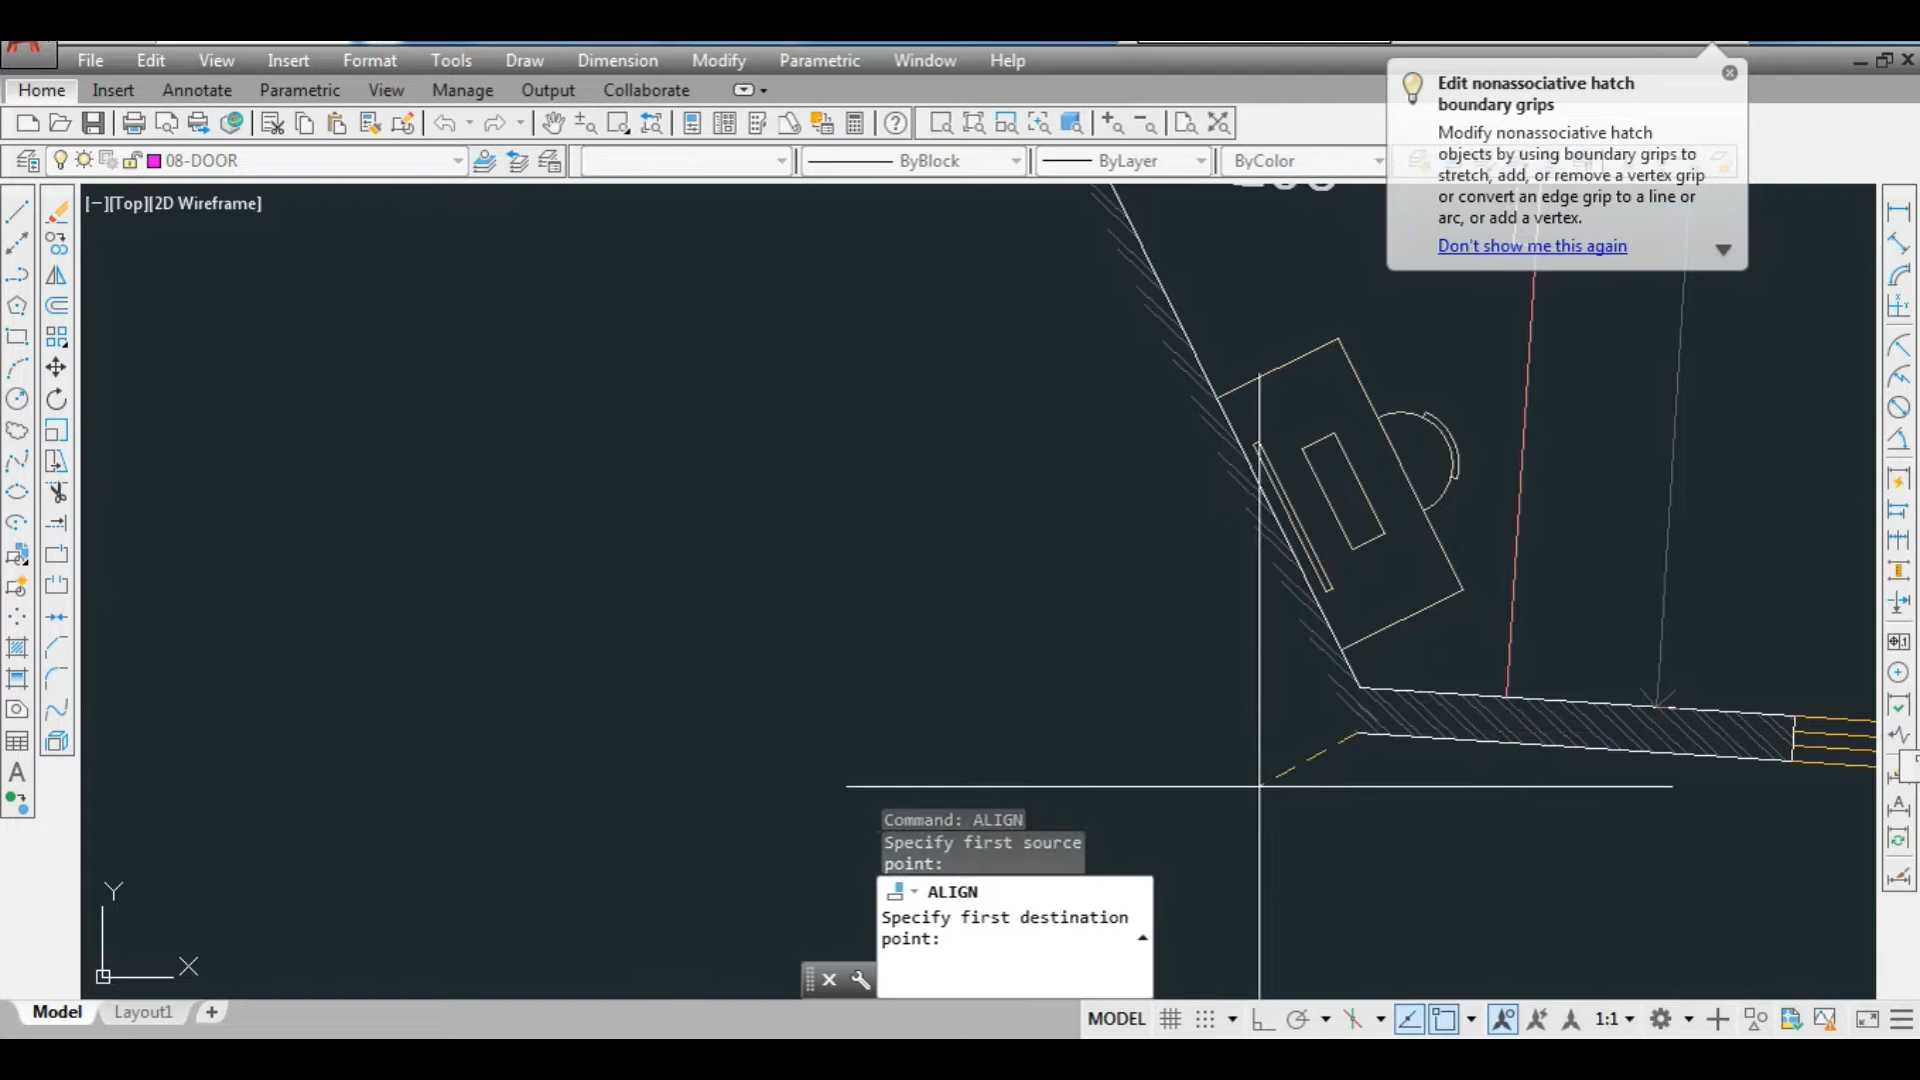 File Edit View Insert Format Tools Draw Dimension Modify Parametric Window Help
Home Insert Annotate Parametric View Manage Output Collaborate
08-DOOR ByBlock ByLayer ByColor
Edit nonassociative hatch
boundary grips
Modify nonassociative hatch
objects by using boundary grips to
stretch, add, or remove a vertex grip
or convert an edge grip to a line or
arc, or add a vertex.
Don't show me this again
[−][Top][2D Wireframe]
Command: ALIGN
Specify first source
point:
ALIGN
Specify first destination
point:
Y
X
Model Layout1 +
MODEL 1:1